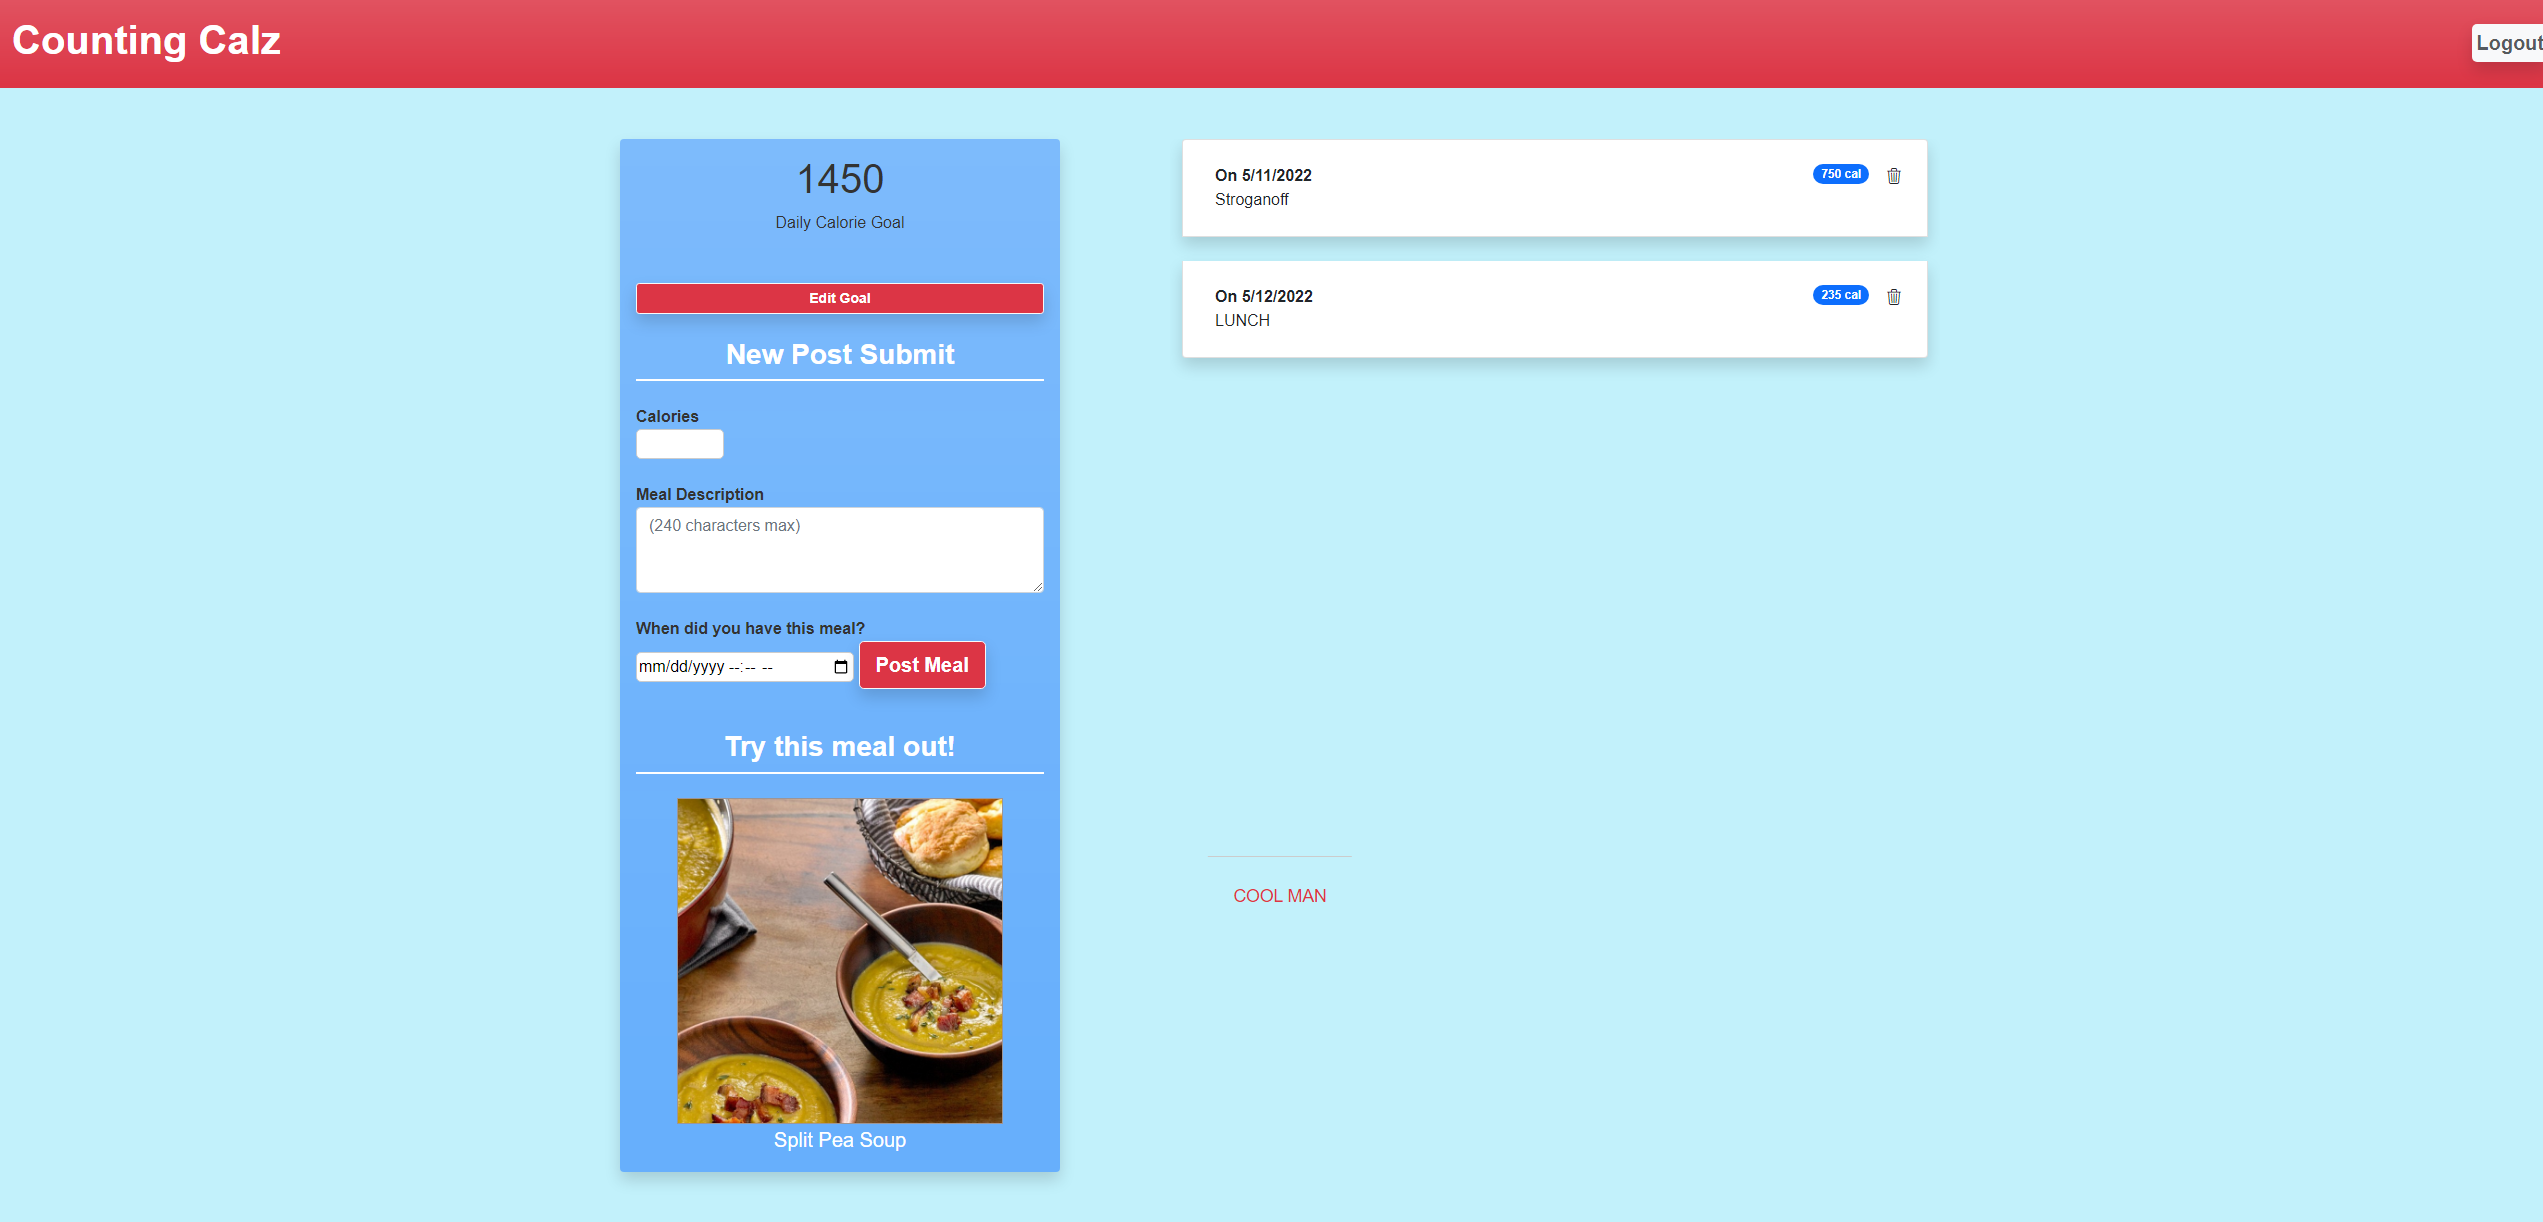 Counting Calz
Logout
1450
Daily Calorie Goal
Edit Goal
New Post Submit
Calories
Meal Description
(240 characters max)
When did you have this meal?
mm/dd/yyyy --:-- --
Post Meal
Try this meal out!
Split Pea Soup
On 5/11/2022
750 cal
Stroganoff
On 5/12/2022
235 cal
LUNCH
COOL MAN